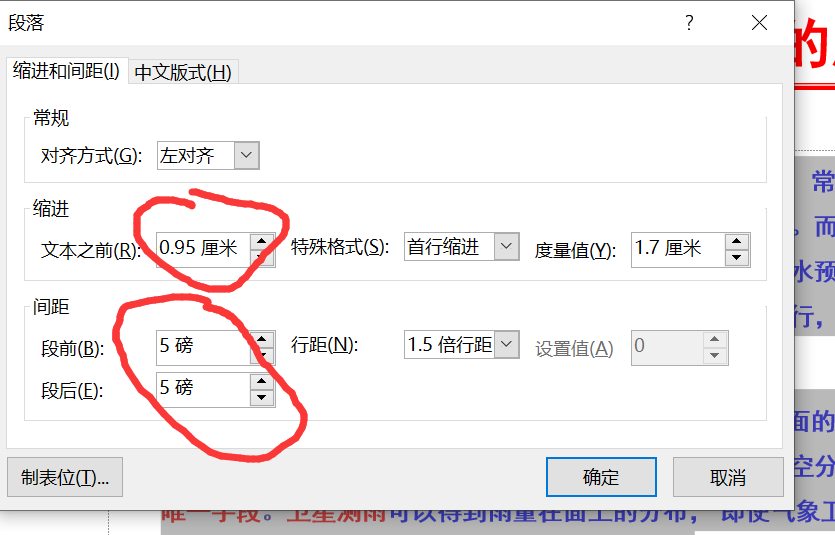 段落
?
的
缩进和间距(I) 中文版式(H)
常规
对齐方式(G): 左对齐
常
缩进
。而
文本之前(R): 0.95 厘米 特殊格式(S): 首行缩进 度量值(Y): 1.7 厘米
水预
间距
行，
段前(B): 5 磅 行距(N): 1.5 倍行距 设置值(A) 0
段后(E): 5 磅
面的
制表位(T)... 确定 取消
空分
唯一手段。卫星测雨可以得到雨量在面上的分布， 即使气象卫